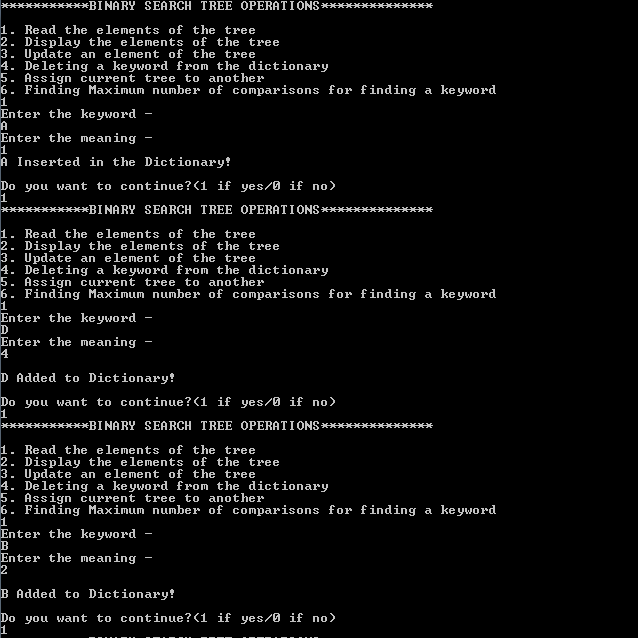 ***********BINARY SEARCH TREE OPERATIONS**************
1. Read the elements of the tree
2. Display the elements of the tree
3. Update an element of the tree
4. Deleting a keyword from the dictionary
5. Assign current tree to another
6. Finding Maximum number of comparisons for finding a keyword
1
Enter the keyword -
A
Enter the meaning -
1
A Inserted in the Dictionary!
Do you want to continue?(1 if yes/0 if no)
1
***********BINARY SEARCH TREE OPERATIONS**************
1. Read the elements of the tree
2. Display the elements of the tree
3. Update an element of the tree
4. Deleting a keyword from the dictionary
5. Assign current tree to another
6. Finding Maximum number of comparisons for finding a keyword
1
Enter the keyword -
D
Enter the meaning -
4
D Added to Dictionary!
Do you want to continue?(1 if yes/0 if no)
1
***********BINARY SEARCH TREE OPERATIONS**************
1. Read the elements of the tree
2. Display the elements of the tree
3. Update an element of the tree
4. Deleting a keyword from the dictionary
5. Assign current tree to another
6. Finding Maximum number of comparisons for finding a keyword
1
Enter the keyword -
B
Enter the meaning -
2
B Added to Dictionary!
Do you want to continue?(1 if yes/0 if no)
1